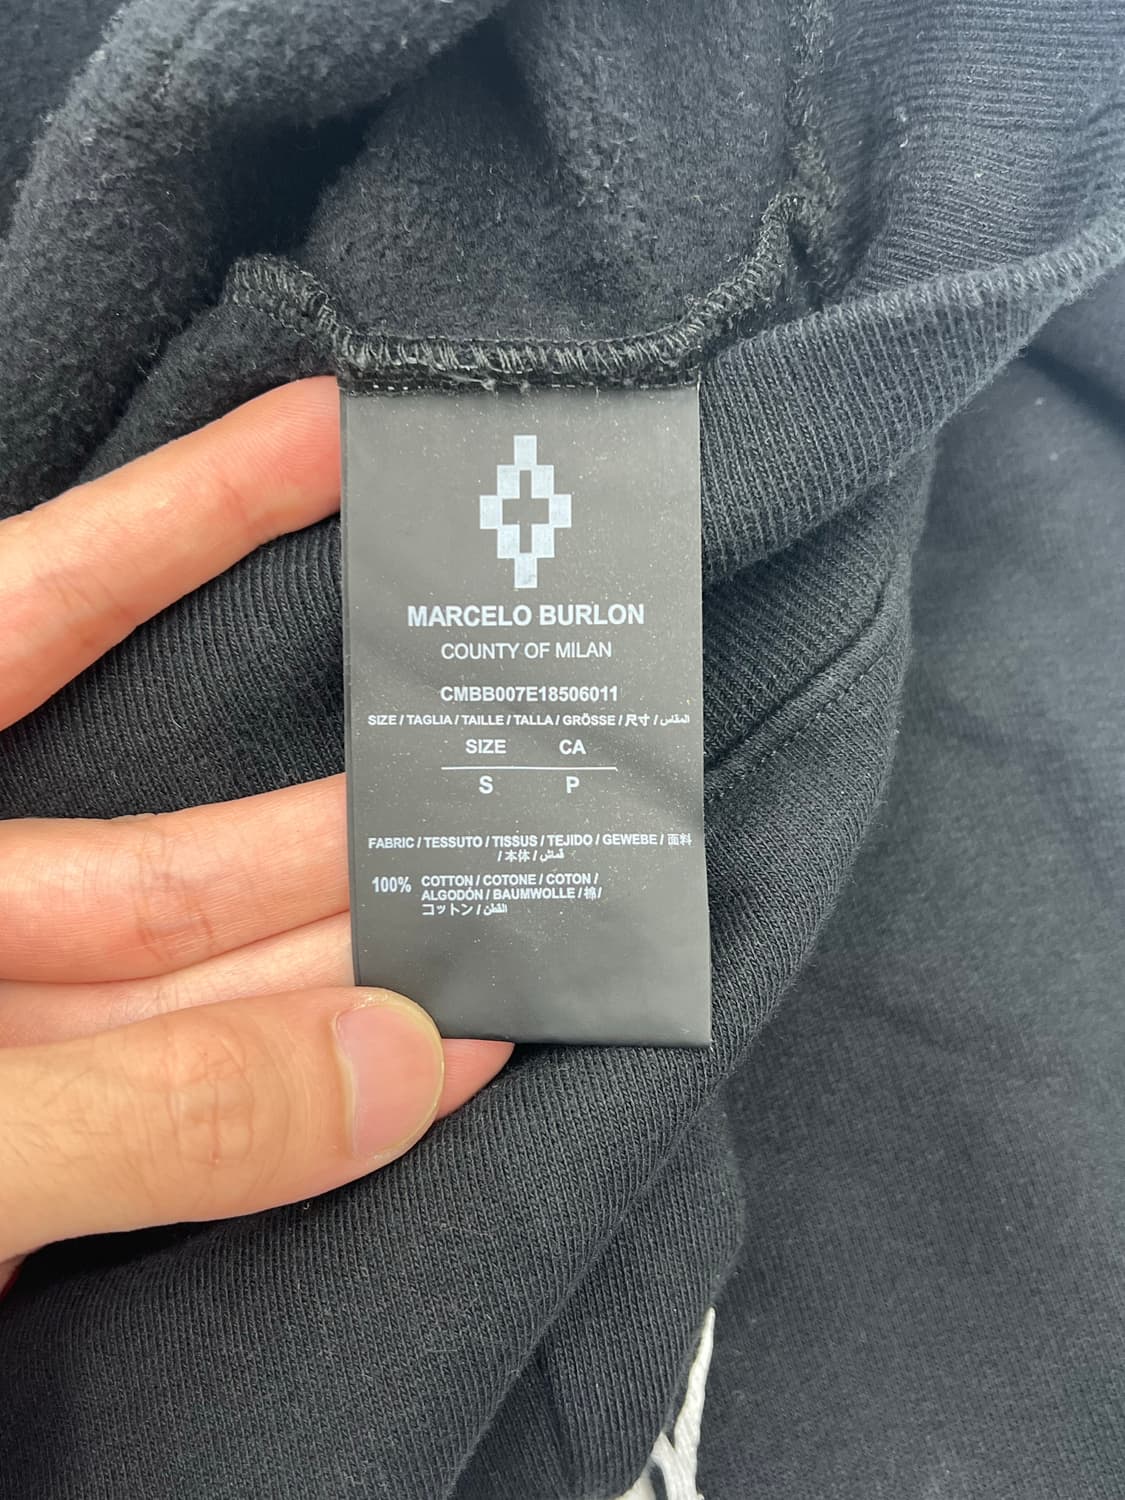 MARCELO BURLON
COUNTY OF MILAN
CMBB007E18506011
SIZE / TAGLIA / TAILLE / TALLA / GRÖSSE / 尺寸 / المقاس
SIZE CA
S P
FABRIC / TESSUTO / TISSUS / TEJIDO / GEWEBE / 面料
/ 本体 / قماش
100% COTTON / COTONE / COTON /
ALGODÓN / BAUMWOLLE / 棉/
コットン / القطن